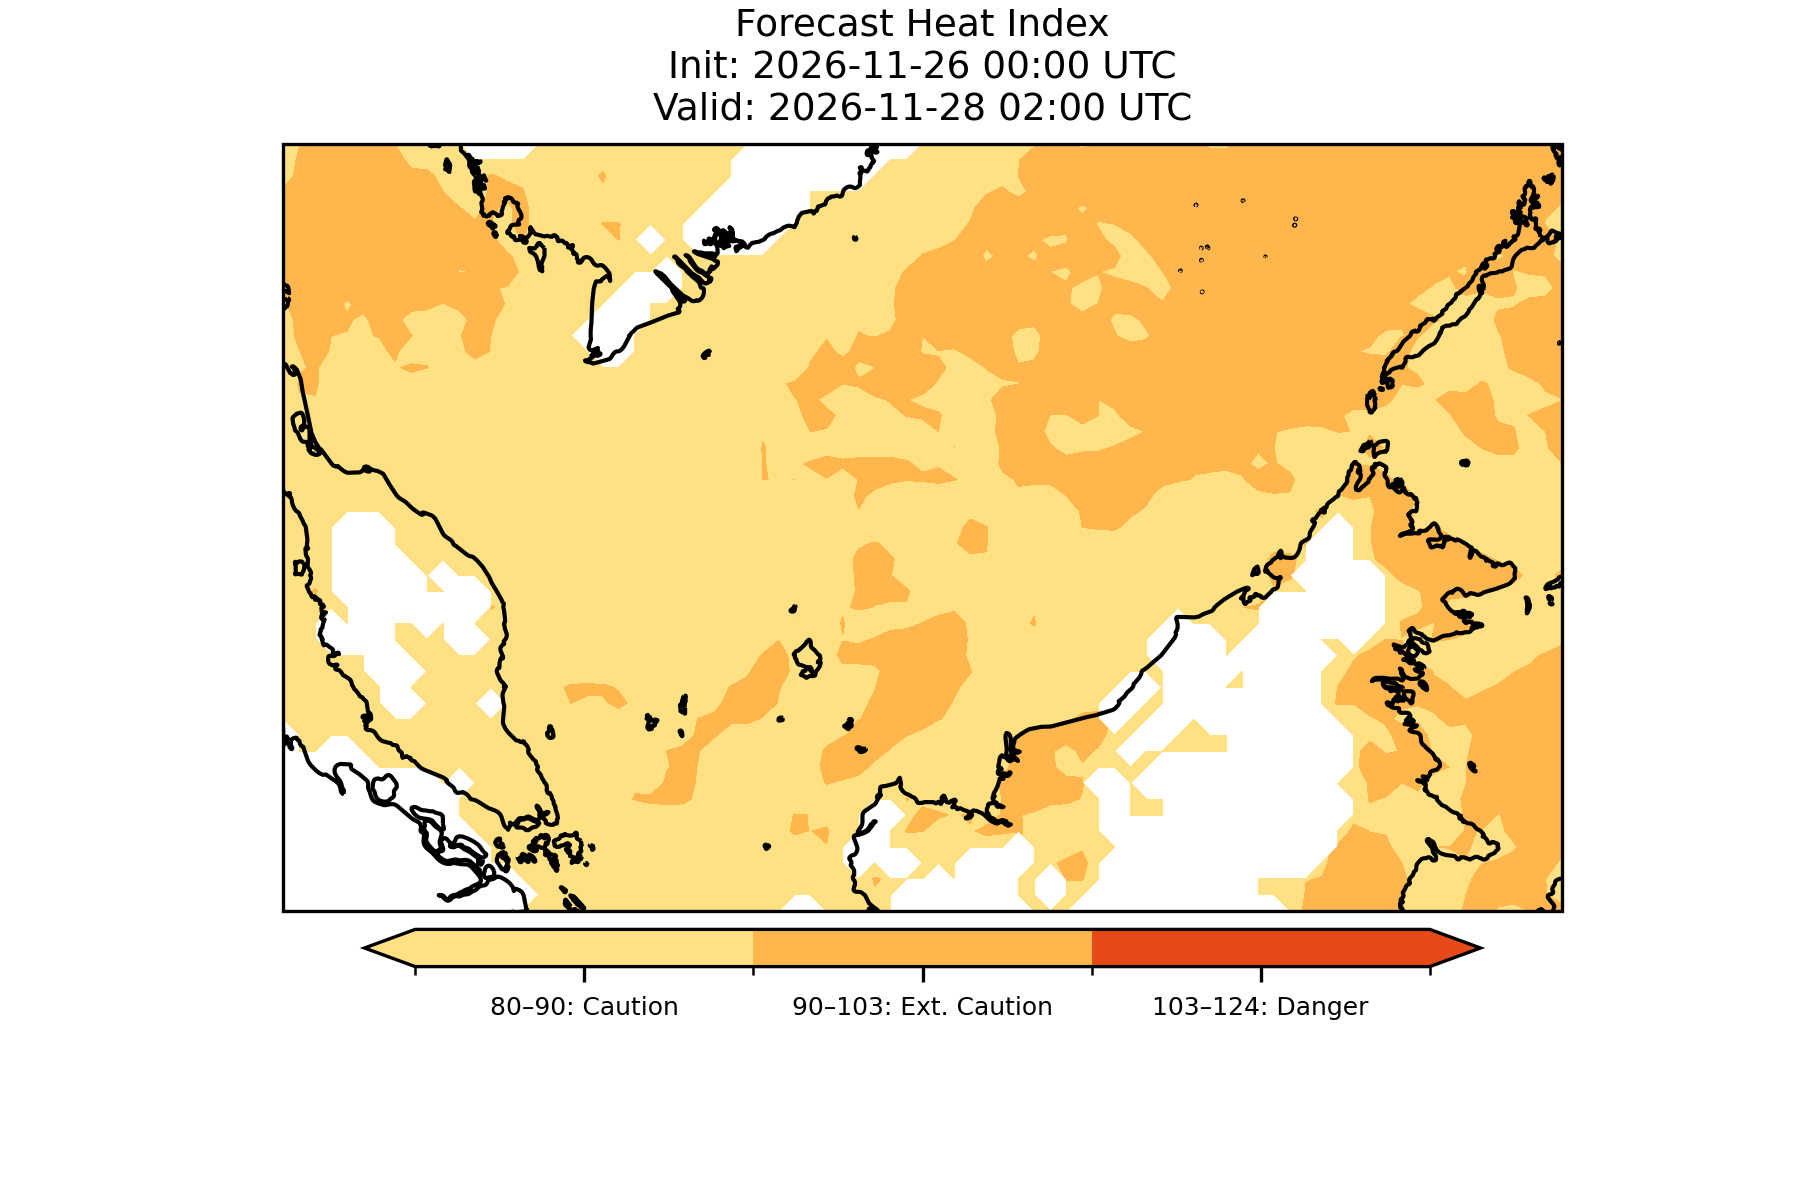 Forecast Heat Index
Init: 2026-11-26 00:00 UTC
Valid: 2026-11-28 02:00 UTC
80–90: Caution
90–103: Ext. Caution
103–124: Danger